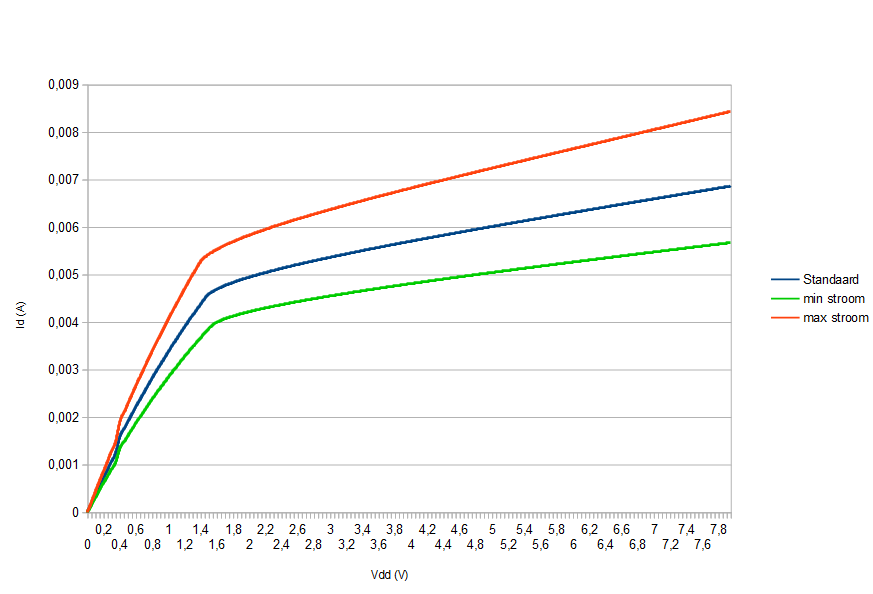 0,009
0,008
0,007
0,006
0,005
0,004
0,003
0,002
0,001
0
Id (A)
Standaard
min stroom
max stroom
0,2 0,6 1 1,4 1,8 2,2 2,6 3 3,4 3,8 4,2 4,6 5 5,4 5,8 6,2 6,6 7 7,4 7,8
0 0,4 0,8 1,2 1,6 2 2,4 2,8 3,2 3,6 4 4,4 4,8 5,2 5,6 6 6,4 6,8 7,2 7,6
Vdd (V)